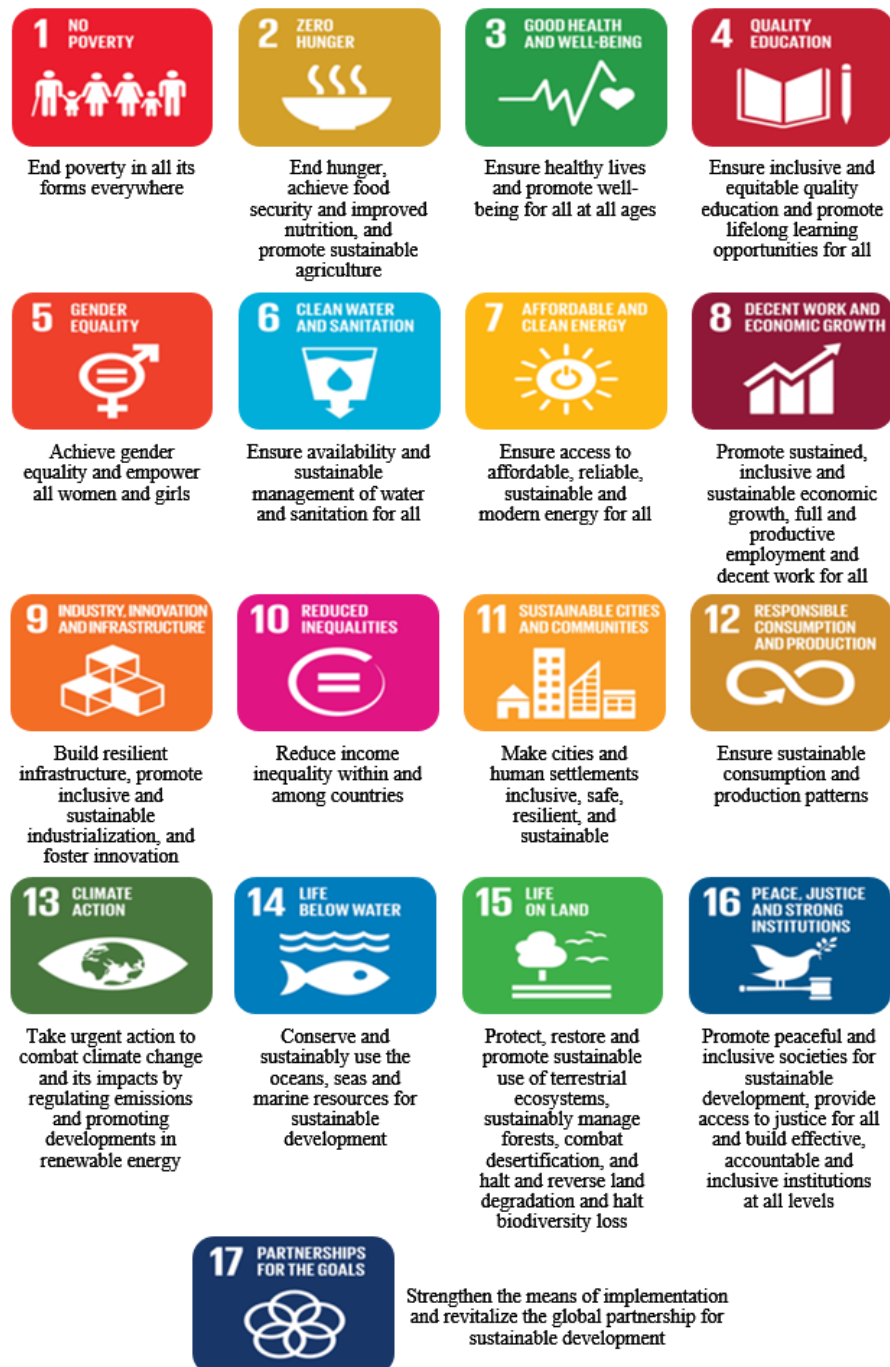 1 NO
POVERTY
End poverty in all its
forms everywhere
2 ZERO
HUNGER
End hunger,
achieve food
security and improved
nutrition, and
promote sustainable
agriculture
3 GOOD HEALTH
AND WELL-BEING
Ensure healthy lives
and promote well-
being for all at all ages
4 QUALITY
EDUCATION
Ensure inclusive and
equitable quality
education and promote
lifelong learning
opportunities for all
5 GENDER
EQUALITY
Achieve gender
equality and empower
all women and girls
6 CLEAN WATER
AND SANITATION
Ensure availability and
sustainable
management of water
and sanitation for all
7 AFFORDABLE AND
CLEAN ENERGY
Ensure access to
affordable, reliable,
sustainable and
modern energy for all
8 DECENT WORK AND
ECONOMIC GROWTH
Promote sustained,
inclusive and
sustainable economic
growth, full and
productive
employment and
decent work for all
9 INDUSTRY, INNOVATION
AND INFRASTRUCTURE
Build resilient
infrastructure, promote
inclusive and
sustainable
industrialization, and
foster innovation
10 REDUCED
INEQUALITIES
Reduce income
inequality within and
among countries
11 SUSTAINABLE CITIES
AND COMMUNITIES
Make cities and
human settlements
inclusive, safe,
resilient, and
sustainable
12 RESPONSIBLE
CONSUMPTION
AND PRODUCTION
Ensure sustainable
consumption and
production patterns
13 CLIMATE
ACTION
Take urgent action to
combat climate change
and its impacts by
regulating emissions
and promoting
developments in
renewable energy
14 LIFE
BELOW WATER
Conserve and
sustainably use the
oceans, seas and
marine resources for
sustainable
development
15 LIFE
ON LAND
Protect, restore and
promote sustainable
use of terrestrial
ecosystems,
sustainably manage
forests, combat
desertification, and
halt and reverse land
degradation and halt
biodiversity loss
16 PEACE, JUSTICE
AND STRONG
INSTITUTIONS
Promote peaceful and
inclusive societies for
sustainable
development, provide
access to justice for all
and build effective,
accountable and
inclusive institutions
at all levels
17 PARTNERSHIPS
FOR THE GOALS
Strengthen the means of implementation
and revitalize the global partnership for
sustainable development